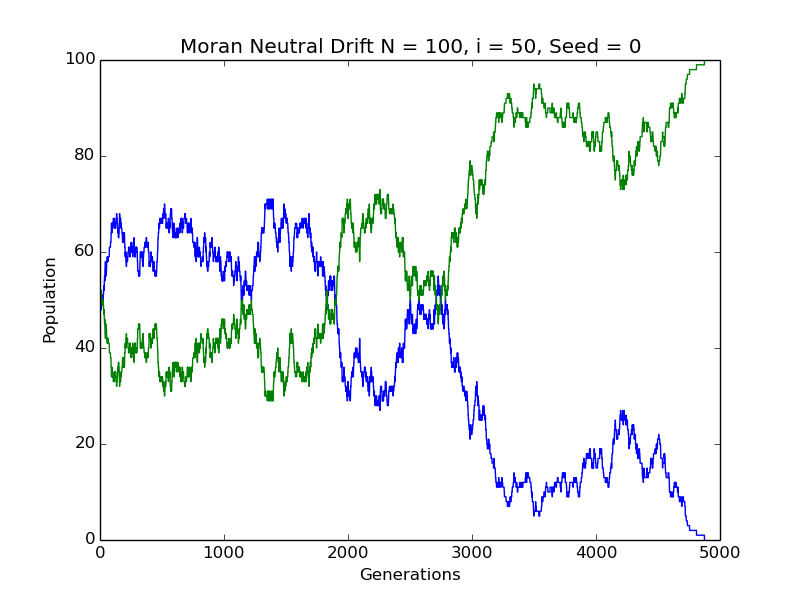 Moran Neutral Drift N = 100, i = 50, Seed = 0
100
80
60
40
20
0
Population
0 1000 2000 3000 4000 5000
Generations